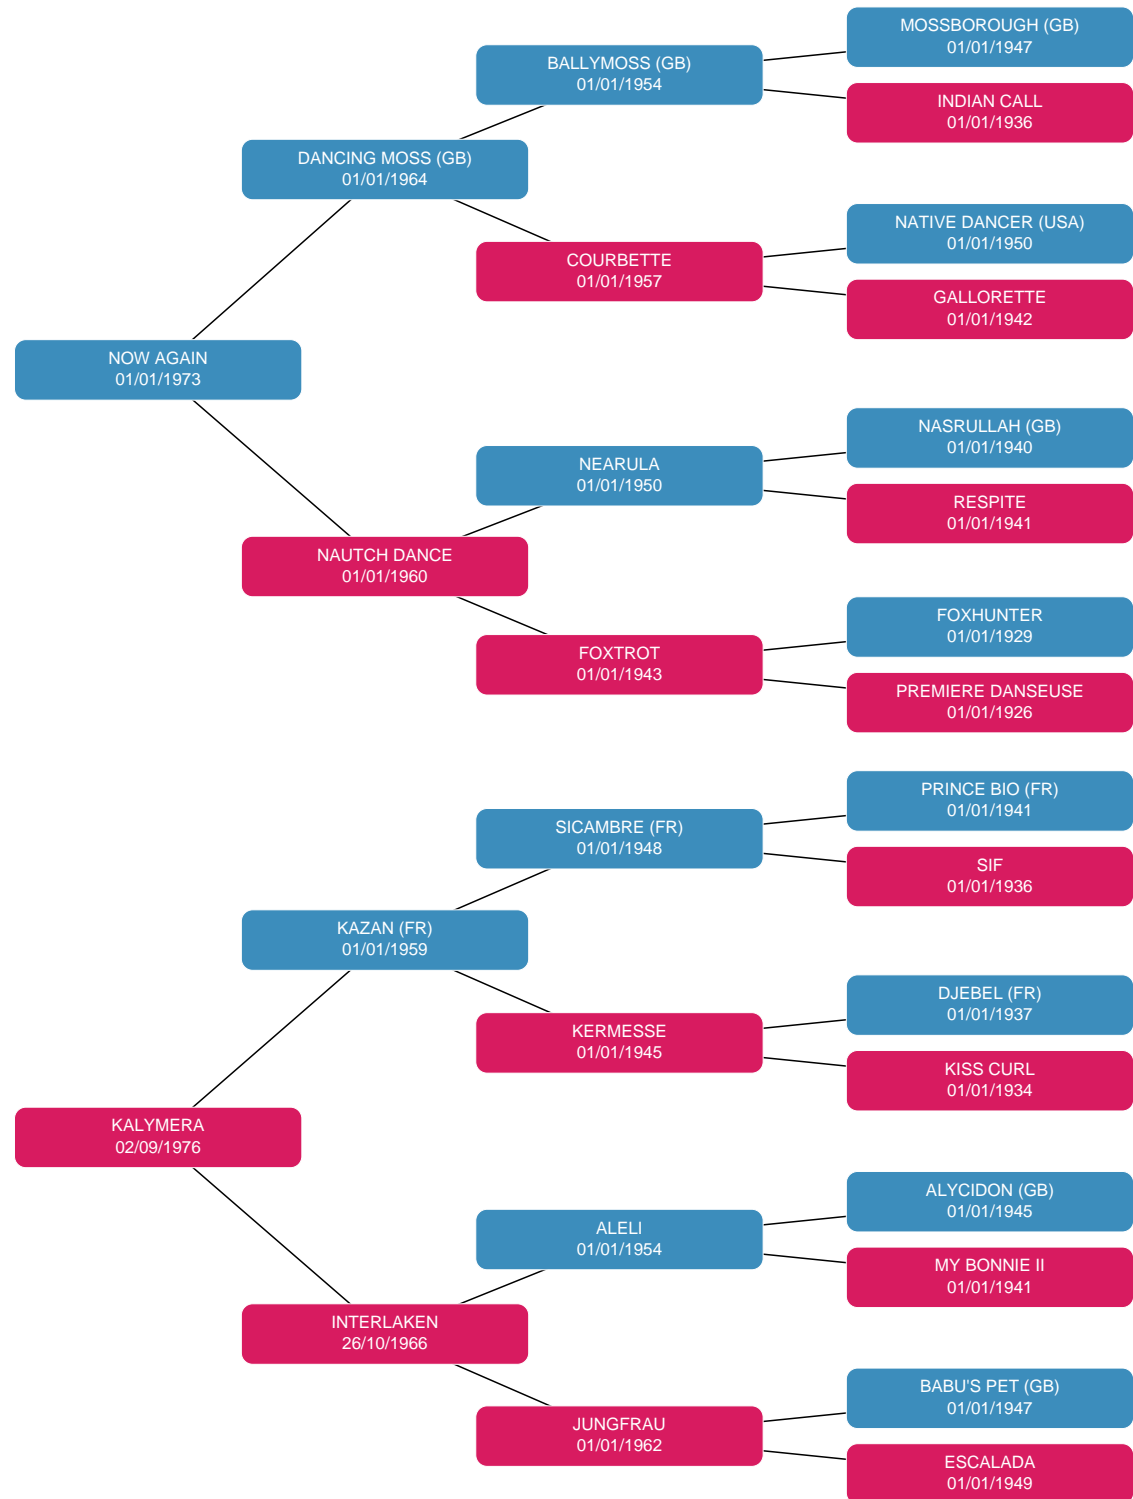 MOSSBOROUGH (GB)
01/01/1947
BALLYMOSS (GB)
01/01/1954
INDIAN CALL
01/01/1936
DANCING MOSS (GB)
01/01/1964
NATIVE DANCER (USA)
01/01/1950
COURBETTE
01/01/1957
GALLORETTE
01/01/1942
NOW AGAIN
01/01/1973
NASRULLAH (GB)
01/01/1940
NEARULA
01/01/1950
RESPITE
01/01/1941
NAUTCH DANCE
01/01/1960
FOXHUNTER
01/01/1929
FOXTROT
01/01/1943
PREMIERE DANSEUSE
01/01/1926
PRINCE BIO (FR)
01/01/1941
SICAMBRE (FR)
01/01/1948
SIF
01/01/1936
KAZAN (FR)
01/01/1959
DJEBEL (FR)
01/01/1937
KERMESSE
01/01/1945
KISS CURL
01/01/1934
KALYMERA
02/09/1976
ALYCIDON (GB)
01/01/1945
ALELI
01/01/1954
MY BONNIE II
01/01/1941
INTERLAKEN
26/10/1966
BABU'S PET (GB)
01/01/1947
JUNGFRAU
01/01/1962
ESCALADA
01/01/1949